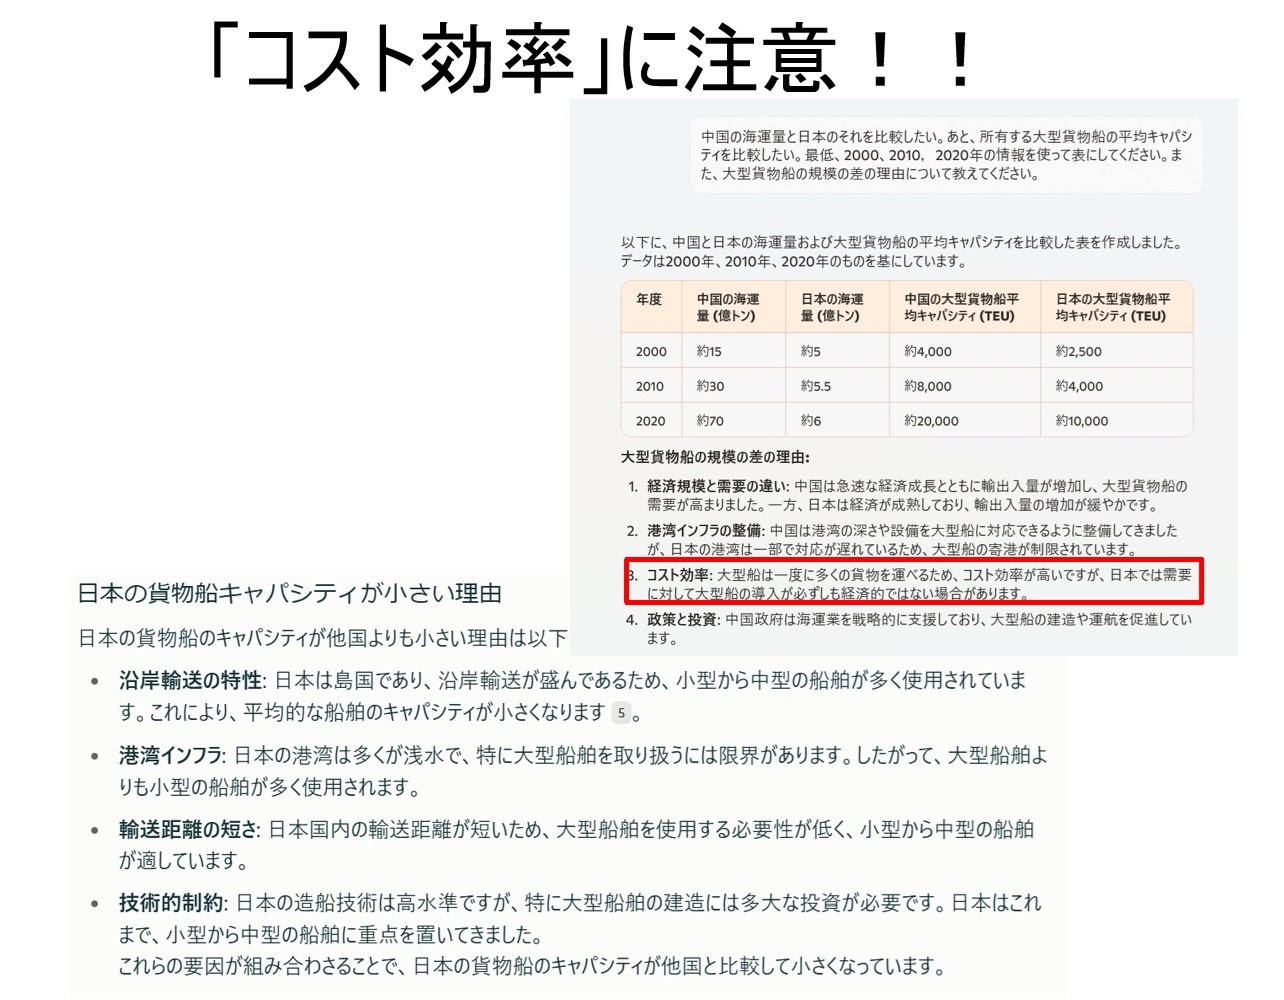 「コスト効率」に注意！！
中国の海運量と日本のそれを比較したい。あと、所有する大型貨物船の平均キャパシ
ティを比較したい。最低、2000、2010, 2020年の情報を使って表にしてください。ま
た、大型貨物船の規模の差の理由について教えてください。
以下に、中国と日本の海運量および大型貨物船の平均キャパシティを比較した表を作成しました。
データは2000年、2010年、2020年のものを基にしています。
年度 中国の海運量 (億トン) 日本の海運量 (億トン) 中国の大型貨物船平均キャパシティ (TEU) 日本の大型貨物船平均キャパシティ (TEU)
2000 約15 約5 約4,000 約2,500
2010 約30 約5.5 約8,000 約4,000
2020 約70 約6 約20,000 約10,000
大型貨物船の規模の差の理由:
1. 経済規模と需要の違い: 中国は急速な経済成長とともに輸出入量が増加し、大型貨物船の
需要が高まりました。一方、日本は経済が成熟しており、輸出入量の増加が緩やかです。
2. 港湾インフラの整備: 中国は港湾の深さや設備を大型船に対応できるように整備してきました
が、日本の港湾は一部で対応が遅れているため、大型船の寄港が制限されています。
3. コスト効率: 大型船は一度に多くの貨物を運べるため、コスト効率が高いですが、日本では需要
に対して大型船の導入が必ずしも経済的ではない場合があります。
4. 政策と投資: 中国政府は海運業を戦略的に支援しており、大型船の建造や運航を促進してい
ます。
日本の貨物船キャパシティが小さい理由
日本の貨物船のキャパシティが他国よりも小さい理由は以下
• 沿岸輸送の特性: 日本は島国であり、沿岸輸送が盛んであるため、小型から中型の船舶が多く使用されていま
す。これにより、平均的な船舶のキャパシティが小さくなります 5 。
• 港湾インフラ: 日本の港湾は多くが浅水で、特に大型船舶を取り扱うには限界があります。したがって、大型船舶よ
りも小型の船舶が多く使用されます。
• 輸送距離の短さ: 日本国内の輸送距離が短いため、大型船舶を使用する必要性が低く、小型から中型の船舶
が適しています。
• 技術的制約: 日本の造船技術は高水準ですが、特に大型船舶の建造には多大な投資が必要です。日本はこれ
まで、小型から中型の船舶に重点を置いてきました。
これらの要因が組み合わさることで、日本の貨物船のキャパシティが他国と比較して小さくなっています。